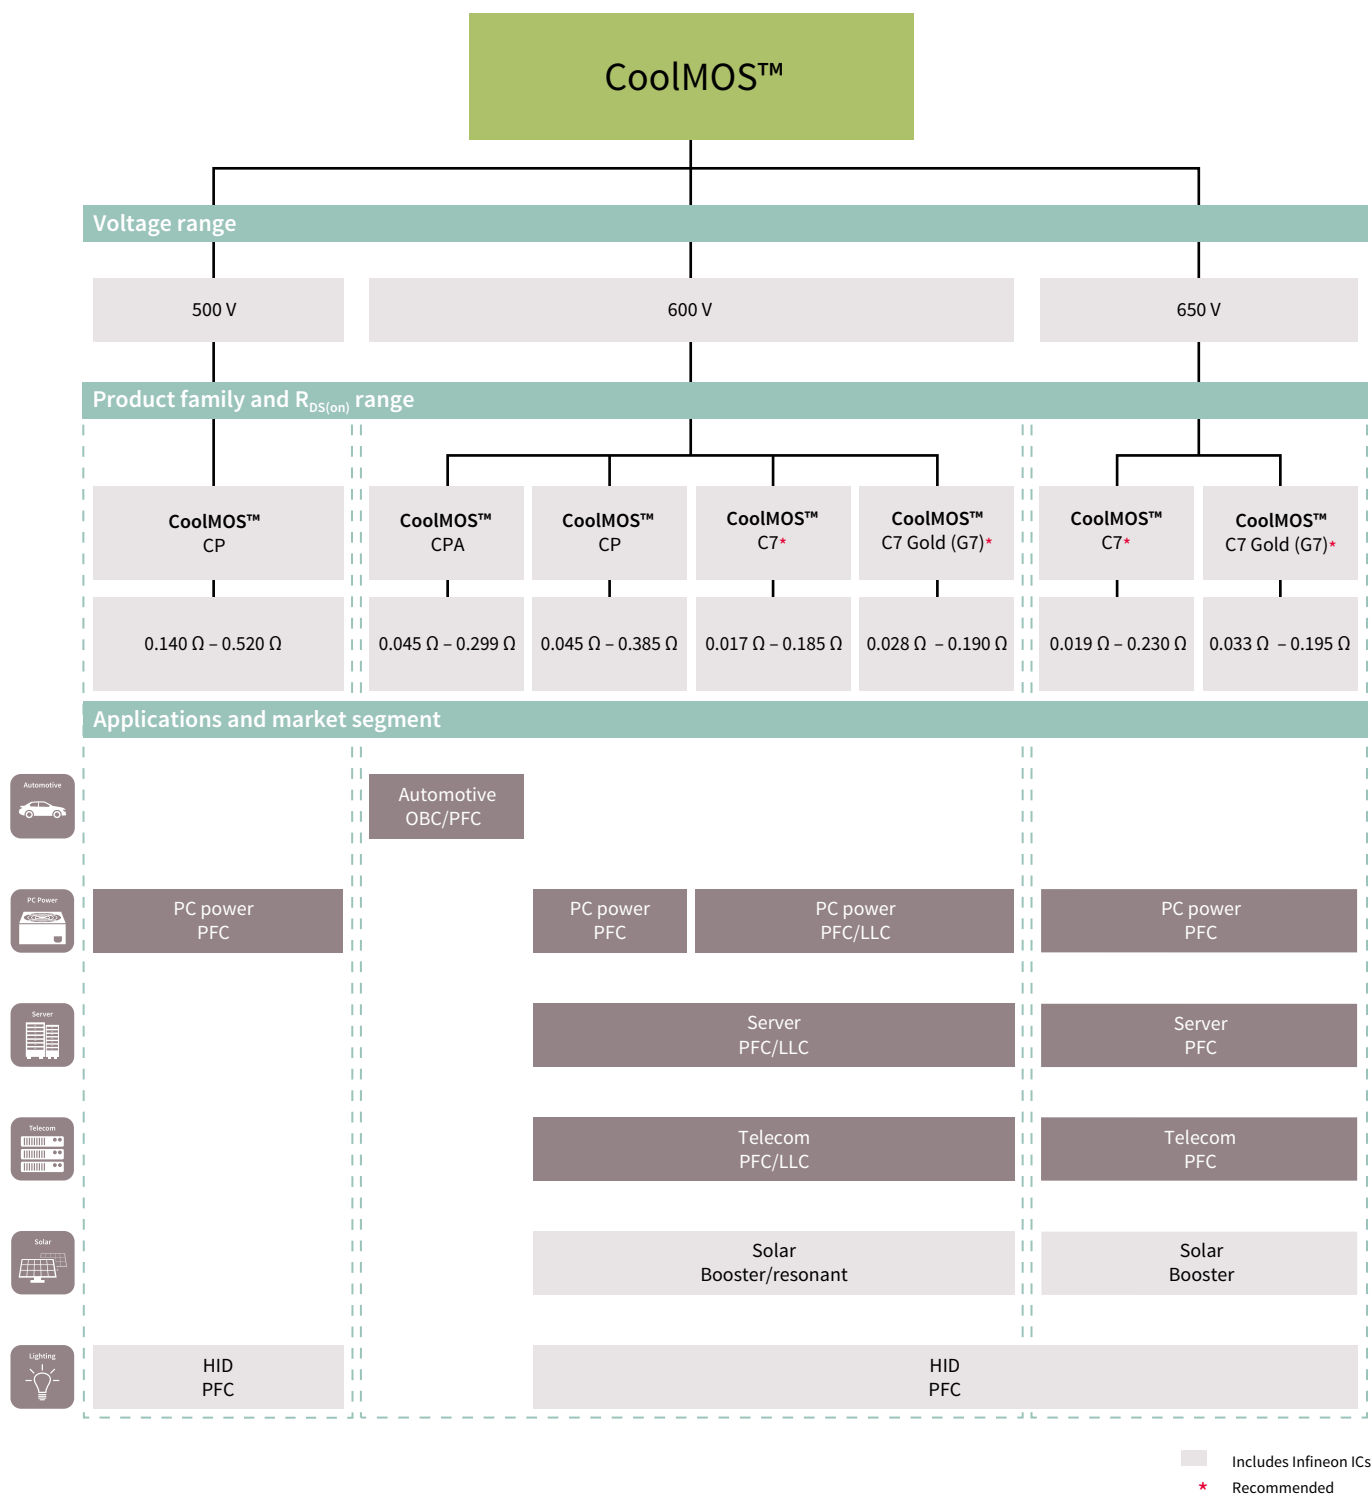 CoolMOS™
Voltage range
500 V
600 V
650 V
Product family and RDS(on) range
CoolMOS™
CP
CoolMOS™
CPA
CoolMOS™
CP
CoolMOS™
C7*
CoolMOS™
C7 Gold (G7)*
CoolMOS™
C7*
CoolMOS™
C7 Gold (G7)*
0.140 Ω – 0.520 Ω
0.045 Ω – 0.299 Ω
0.045 Ω – 0.385 Ω
0.017 Ω – 0.185 Ω
0.028 Ω – 0.190 Ω
0.019 Ω – 0.230 Ω
0.033 Ω – 0.195 Ω
Applications and market segment
Automotive
Automotive
OBC/PFC
PC Power
PC power
PFC
PC power
PFC
PC power
PFC/LLC
PC power
PFC
Server
Server
PFC/LLC
Server
PFC
Telecom
Telecom
PFC/LLC
Telecom
PFC
Solar
Solar
Booster/resonant
Solar
Booster
Lighting
HID
PFC
HID
PFC
Includes Infineon ICs
* Recommended